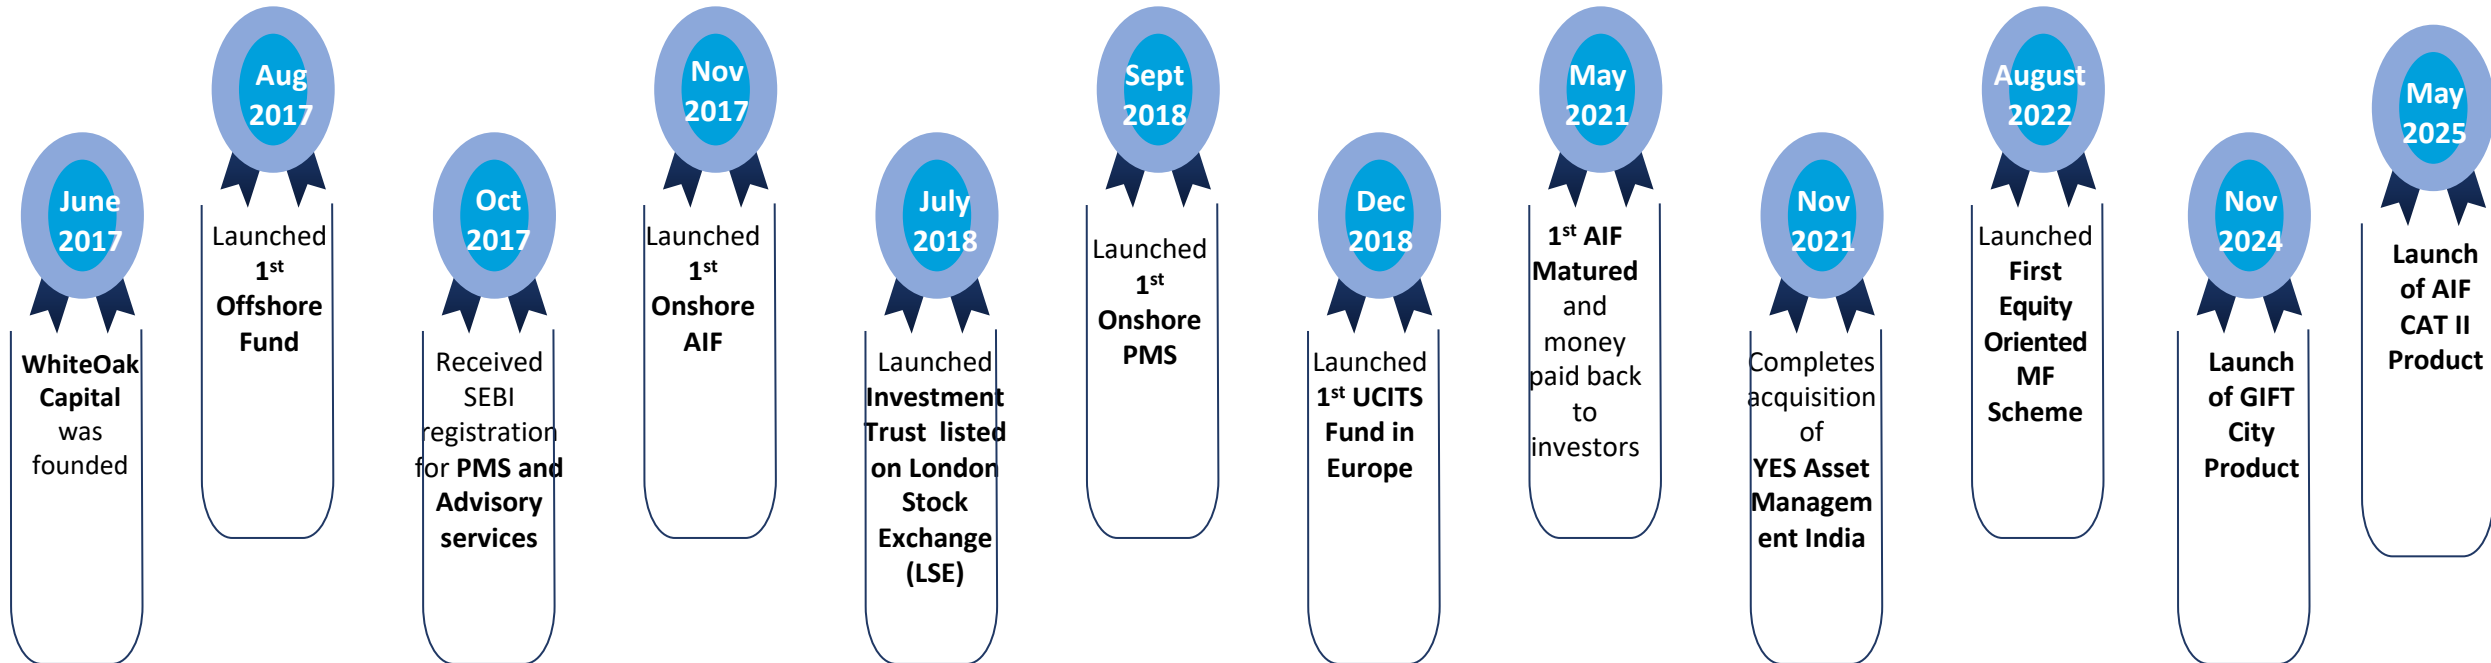 June
2017
WhiteOak
Capital
was
founded
Aug
2017
Launched
1st
Offshore
Fund
Oct
2017
Received
SEBI
registration
for PMS and
Advisory
services
Nov
2017
Launched
1st
Onshore
AIF
July
2018
Launched
Investment
Trust listed
on London
Stock
Exchange
(LSE)
Sept
2018
Launched
1st
Onshore
PMS
Dec
2018
Launched
1st UCITS
Fund in
Europe
May
2021
1st AIF
Matured
and
money
paid back
to
investors
Nov
2021
Completes
acquisition
of
YES Asset
Managem
ent India
August
2022
Launched
First
Equity
Oriented
MF
Scheme
Nov
2024
Launch
of GIFT
City
Product
May
2025
Launch
of AIF
CAT II
Product